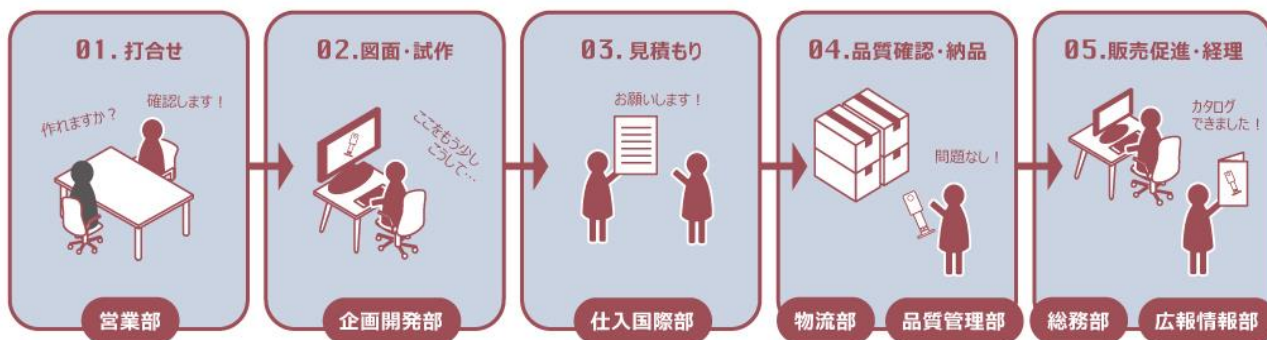 01. 打合せ
作れますか？
確認します！
営業部
02.図面・試作
ここをもう少し
こうして…
企画開発部
03.見積もり
お願いします！
仕入国際部
04.品質確認・納品
問題なし！
物流部
品質管理部
05.販売促進・経理
カタログ
できました！
総務部
広報情報部